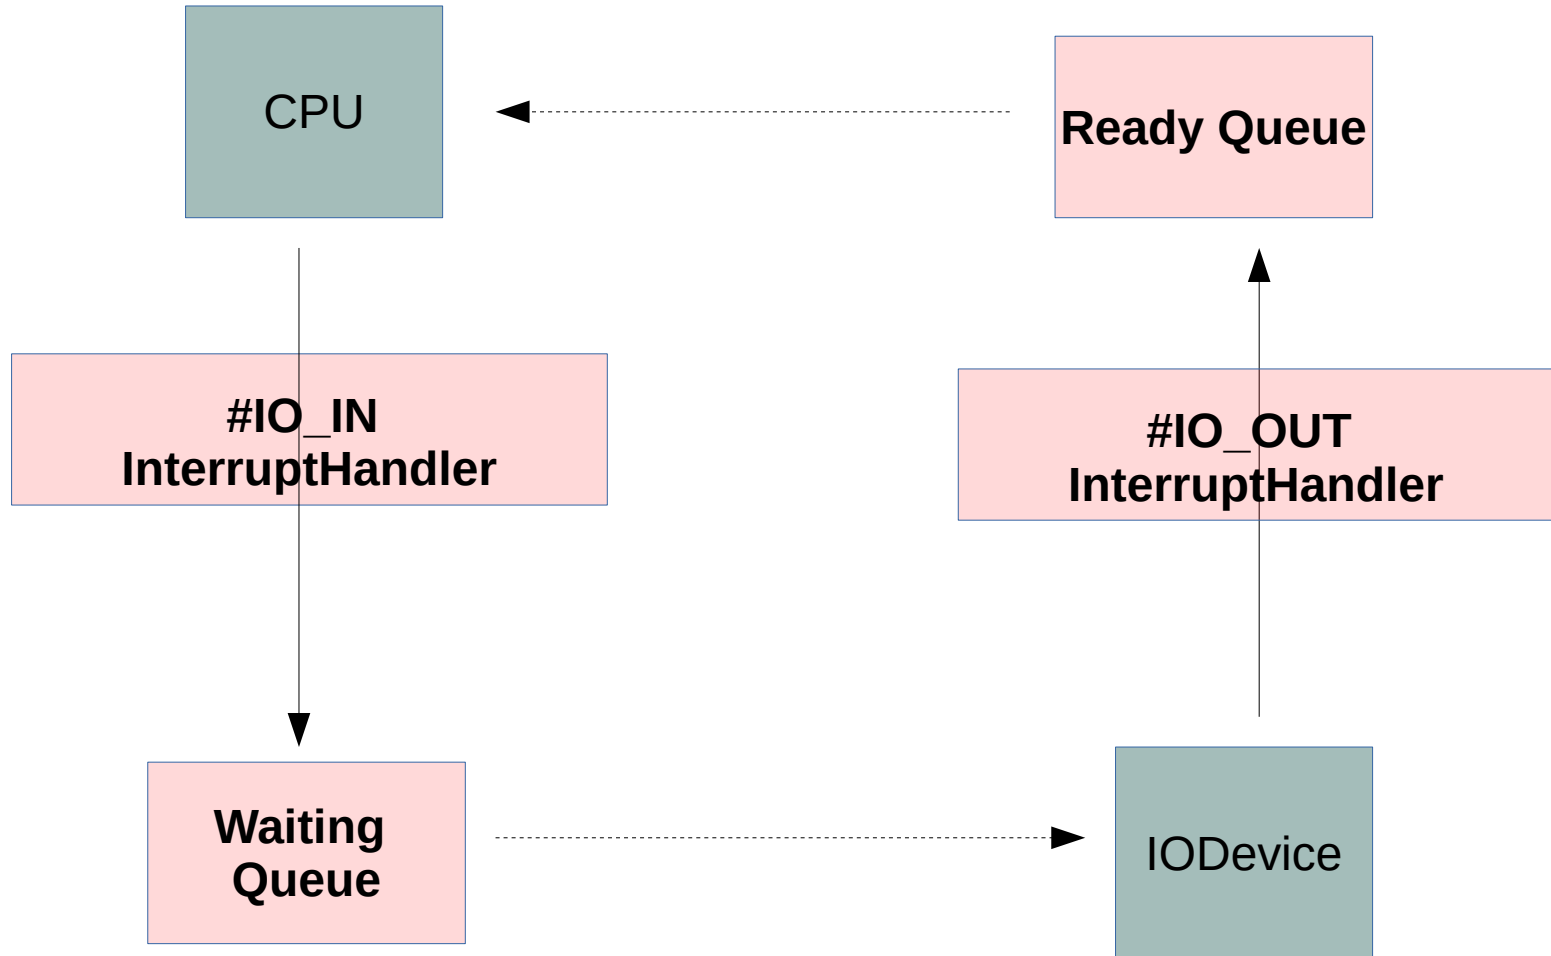 CPU
Ready Queue
#IO_IN
InterruptHandler
#IO_OUT
InterruptHandler
Waiting
Queue
IODevice